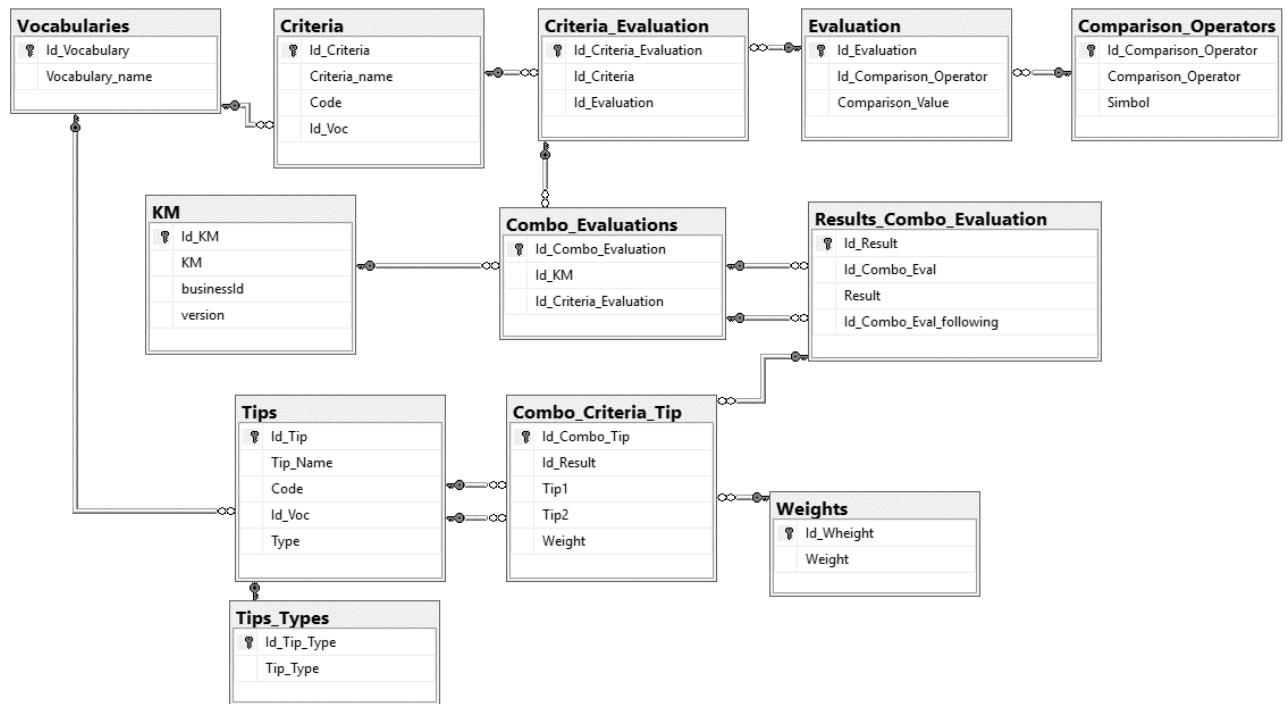 Vocabularies
Id_Vocabulary
Vocabulary_name
Criteria
Id_Criteria
Criteria_name
Code
Id_Voc
Criteria_Evaluation
Id_Criteria_Evaluation
Id_Criteria
Id_Evaluation
Evaluation
Id_Evaluation
Id_Comparison_Operator
Comparison_Value
Comparison_Operators
Id_Comparison_Operator
Comparison_Operator
Simbol
KM
Id_KM
KM
businessId
version
Combo_Evaluations
Id_Combo_Evaluation
Id_KM
Id_Criteria_Evaluation
Results_Combo_Evaluation
Id_Result
Id_Combo_Eval
Result
Id_Combo_Eval_following
Tips
Id_Tip
Tip_Name
Code
Id_Voc
Type
Combo_Criteria_Tip
Id_Combo_Tip
Id_Result
Tip1
Tip2
Weight
Weights
Id_Wheight
Weight
Tips_Types
Id_Tip_Type
Tip_Type